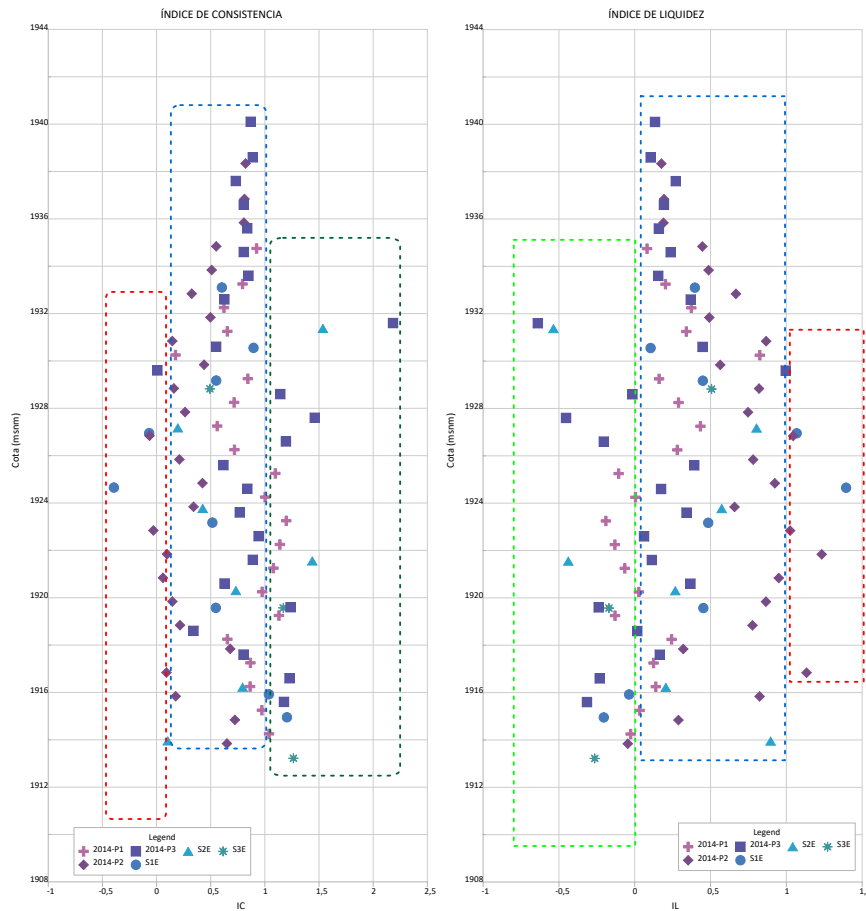 ÍNDICE DE CONSISTENCIA
1944
1940
1936
1932
1928
1924
1920
1916
1912
1908
Cota (msnm)
-1
-0,5
0
0,5
1
1,5
2
2,5
IC
Legend
2014-P1
2014-P3
S2E
S3E
2014-P2
S1E
ÍNDICE DE LIQUIDEZ
1944
1940
1936
1932
1928
1924
1920
1916
1912
1908
Cota (msnm)
-1
-0,5
0
0,5
1
1,
IL
Legend
2014-P1
2014-P3
S2E
S3E
2014-P2
S1E